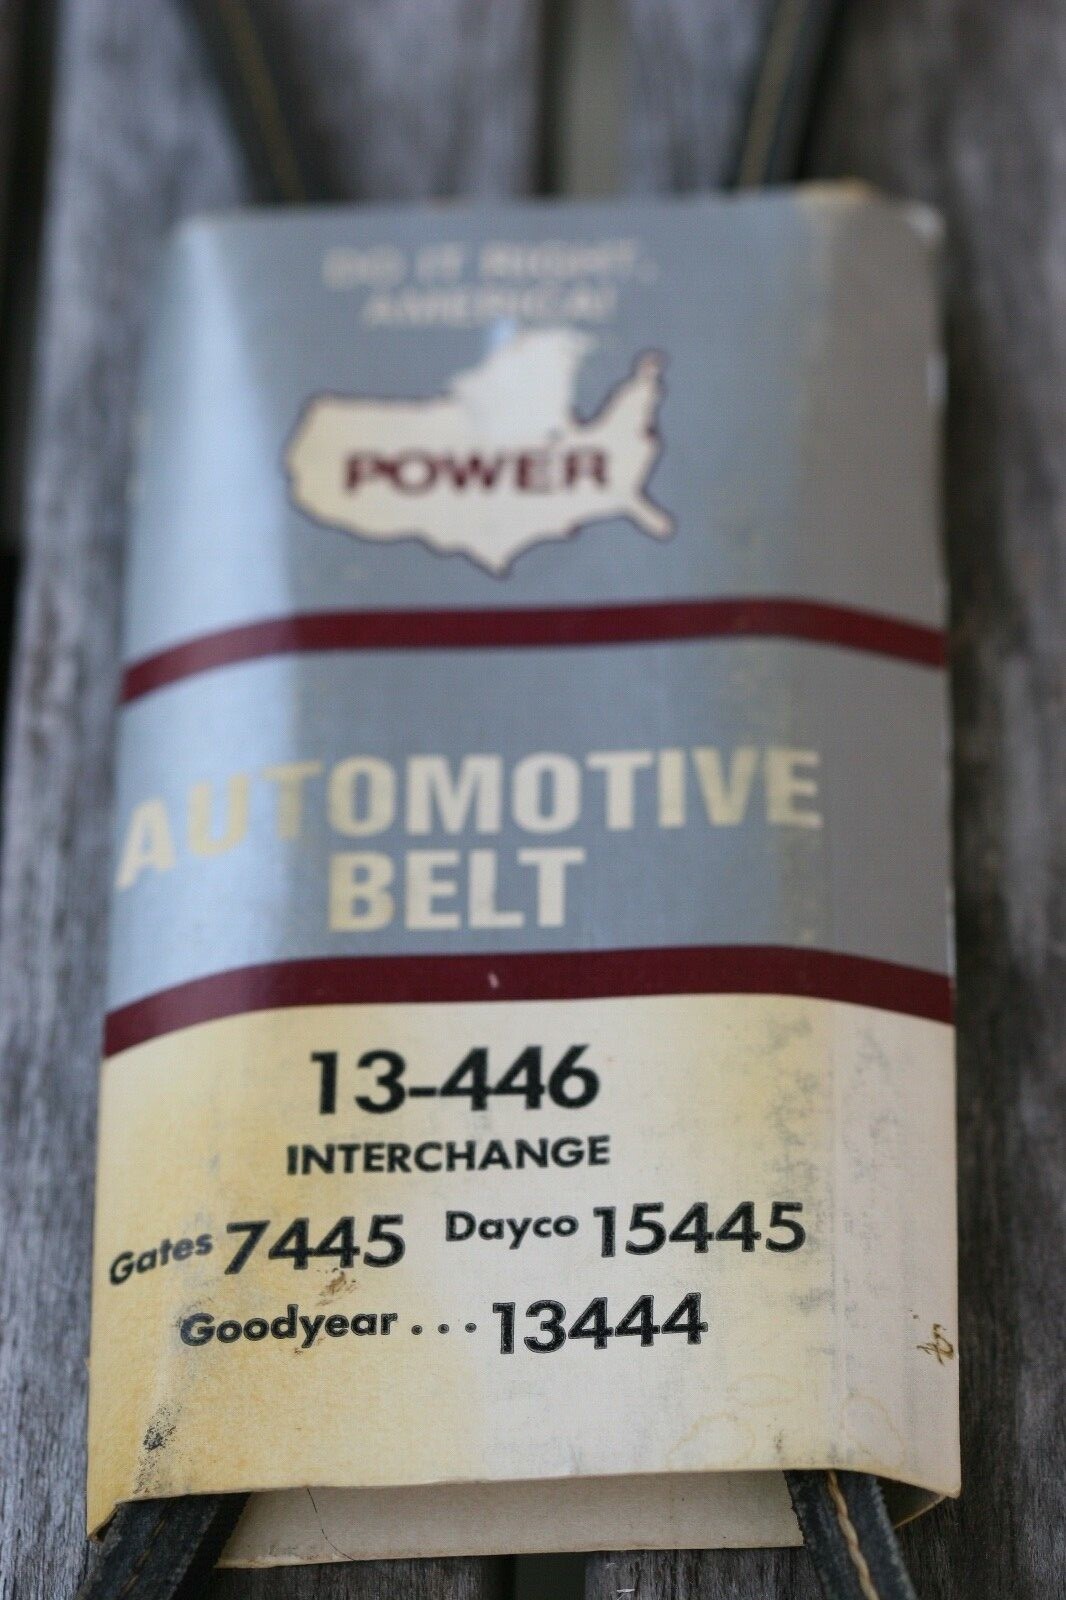 DO IT RIGHT,
AMERICA!
POWER
AUTOMOTIVE
BELT
13-446
INTERCHANGE
Gates 7445 Dayco 15445
Goodyear...13444